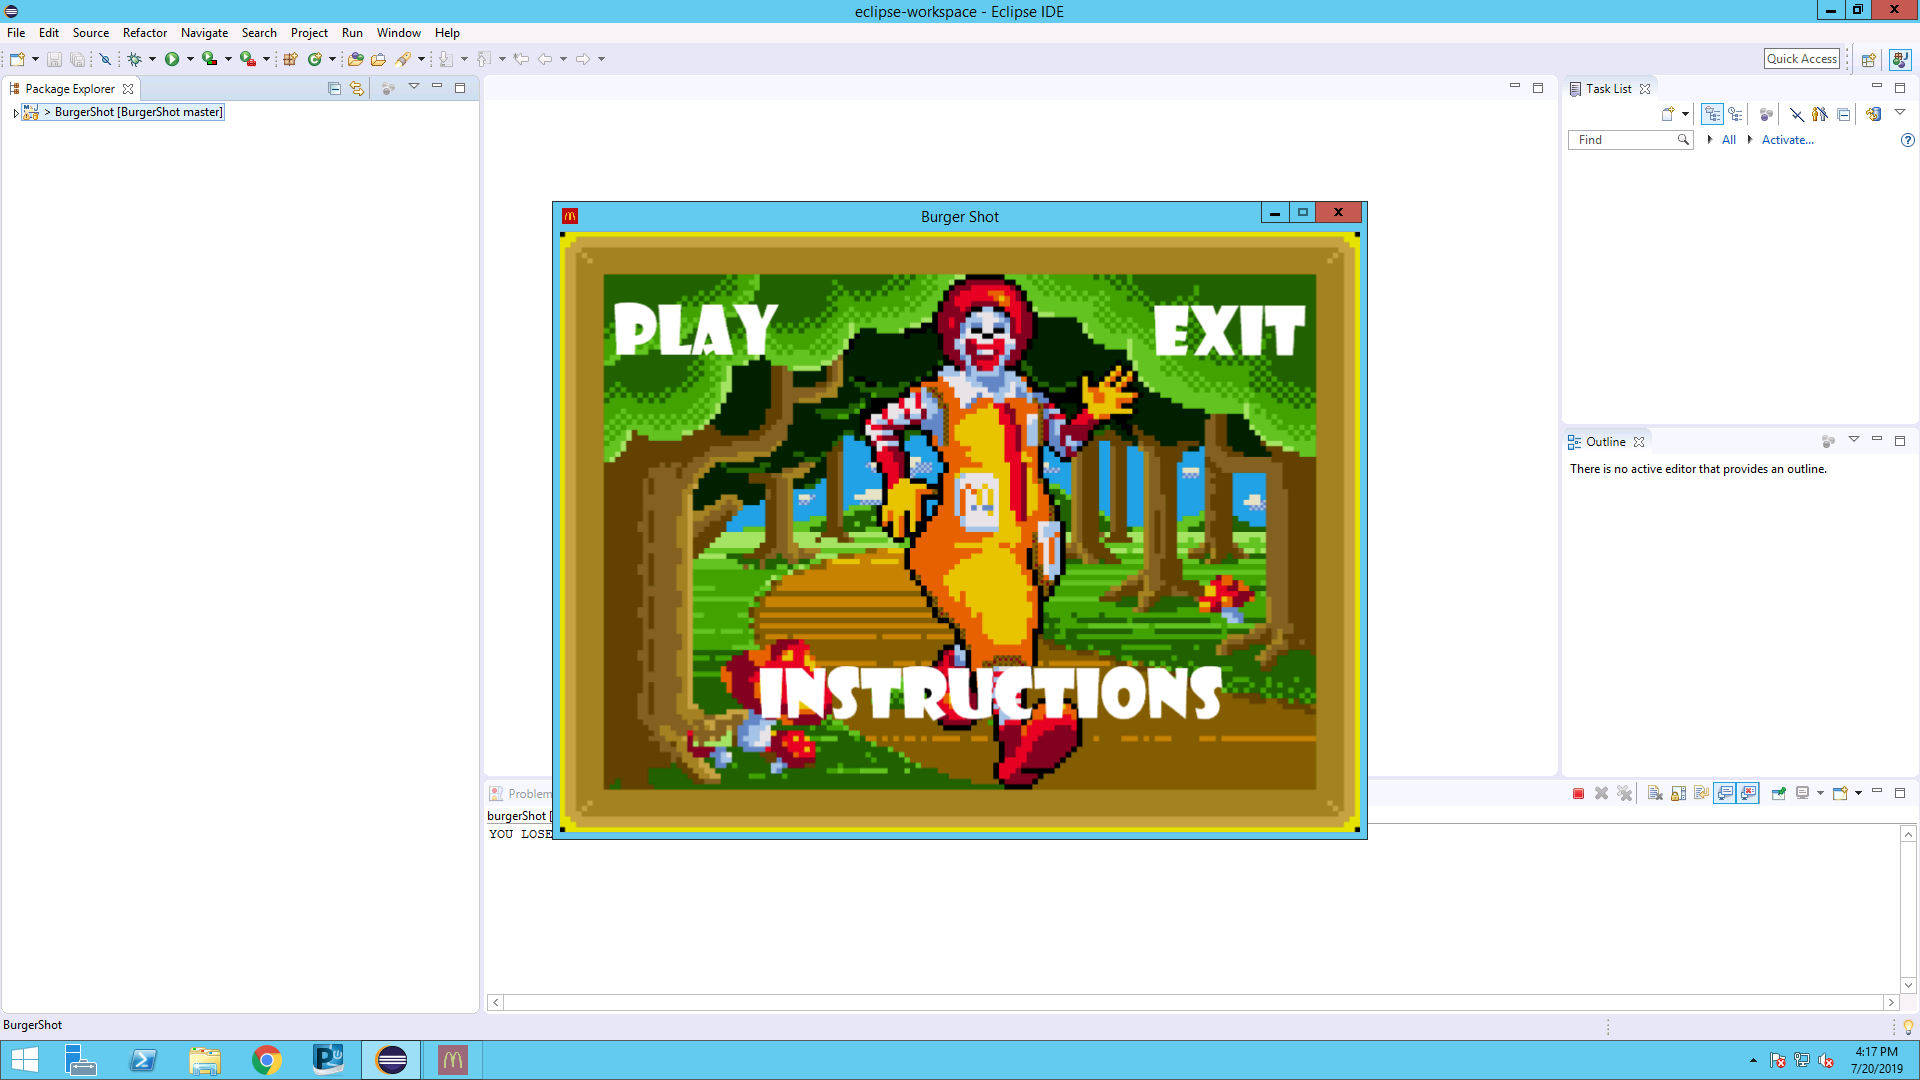 eclipse-workspace - Eclipse IDE
File Edit Source Refactor Navigate Search Project Run Window Help
Quick Access
Package Explorer
> BurgerShot [BurgerShot master]
Task List
Find
All
Activate...
Burger Shot
PLAY
EXIT
INSTRUCTIONS
Outline
There is no active editor that provides an outline.
Problem
burgerShot [
YOU LOSE
BurgerShot
4:17 PM
7/20/2019